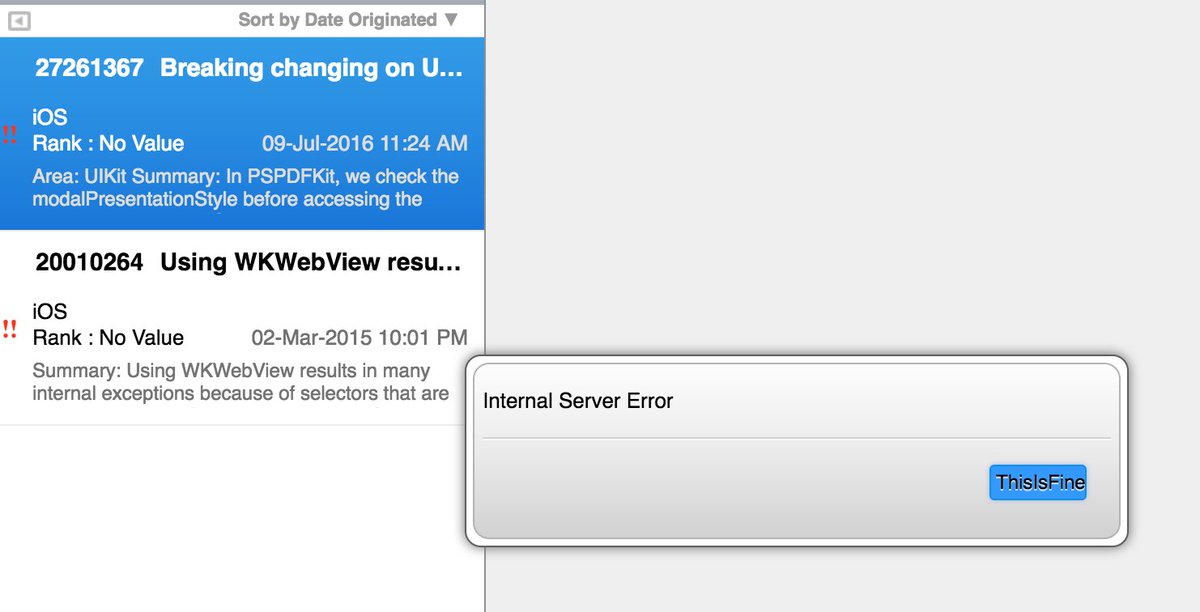 Sort by Date Originated ▼
27261367 Breaking changing on U...
iOS
!!
Rank : No Value 09-Jul-2016 11:24 AM
Area: UIKit Summary: In PSPDFKit, we check the
modalPresentationStyle before accessing the
20010264 Using WKWebView resu...
iOS
!!
Rank : No Value 02-Mar-2015 10:01 PM
Summary: Using WKWebView results in many
internal exceptions because of selectors that are
Internal Server Error
ThisIsFine